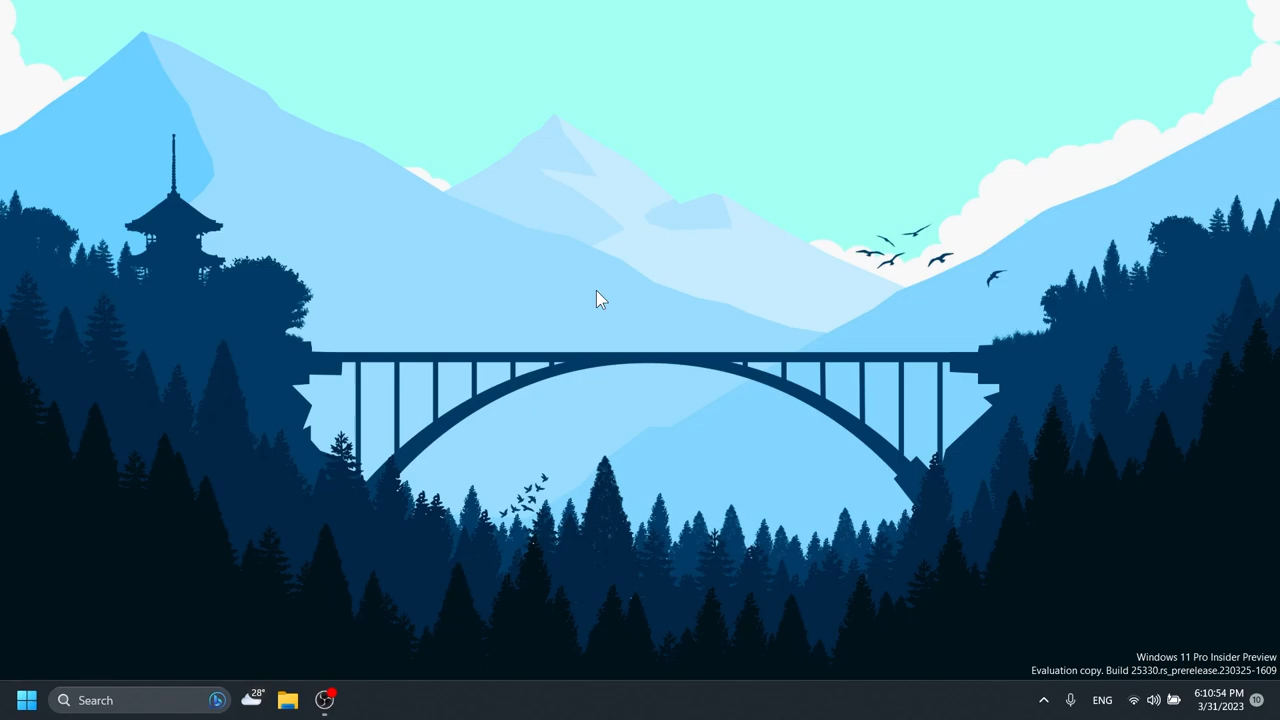 Windows 11 Pro Insider Preview
Evaluation copy. Build 25330.rs_prerelease.230325-1609
Search
28°
ENG
6:10:54 PM
3/31/2023
10